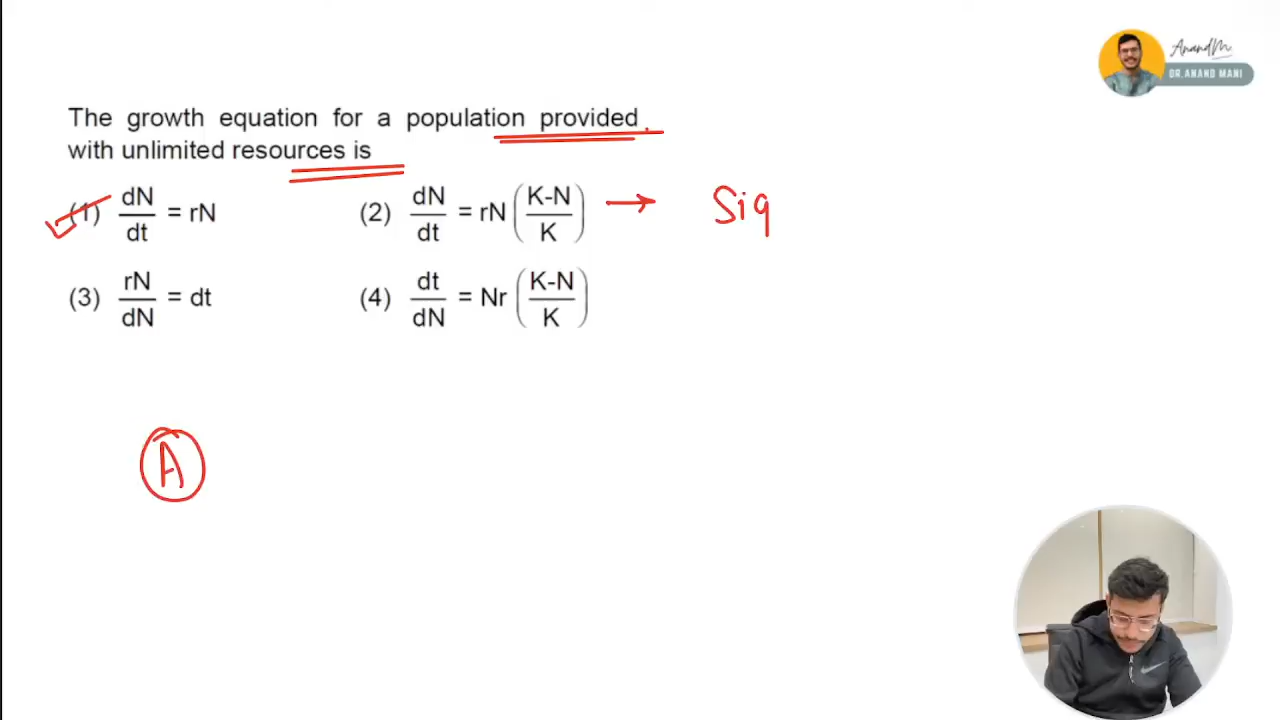 AnandM
DR.ANAND MANI
The growth equation for a population provided
with unlimited resources is
(1) dN/dt = rN
(2) dN/dt = rN (K-N/K) → Sig
(3) rN/dN = dt
(4) dt/dN = Nr (K-N/K)
A